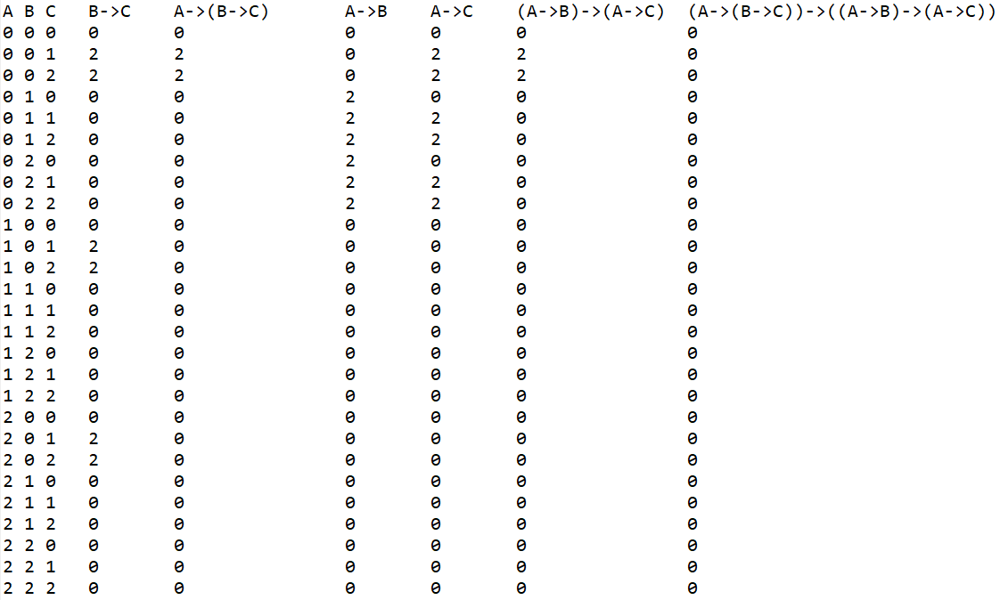 A B C B->C A->(B->C) A->B A->C (A->B)->(A->C) (A->(B->C))->((A->B)->(A->C))
0 0 0 0 0 0 0 0 0
0 0 1 2 2 0 2 2 0
0 0 2 2 2 0 2 2 0
0 1 0 0 0 2 0 0 0
0 1 1 0 0 2 2 0 0
0 1 2 0 0 2 2 0 0
0 2 0 0 0 2 0 0 0
0 2 1 0 0 2 2 0 0
0 2 2 0 0 2 2 0 0
1 0 0 0 0 0 0 0 0
1 0 1 2 0 0 0 0 0
1 0 2 2 0 0 0 0 0
1 1 0 0 0 0 0 0 0
1 1 1 0 0 0 0 0 0
1 1 2 0 0 0 0 0 0
1 2 0 0 0 0 0 0 0
1 2 1 0 0 0 0 0 0
1 2 2 0 0 0 0 0 0
2 0 0 0 0 0 0 0 0
2 0 1 2 0 0 0 0 0
2 0 2 2 0 0 0 0 0
2 1 0 0 0 0 0 0 0
2 1 1 0 0 0 0 0 0
2 1 2 0 0 0 0 0 0
2 2 0 0 0 0 0 0 0
2 2 1 0 0 0 0 0 0
2 2 2 0 0 0 0 0 0